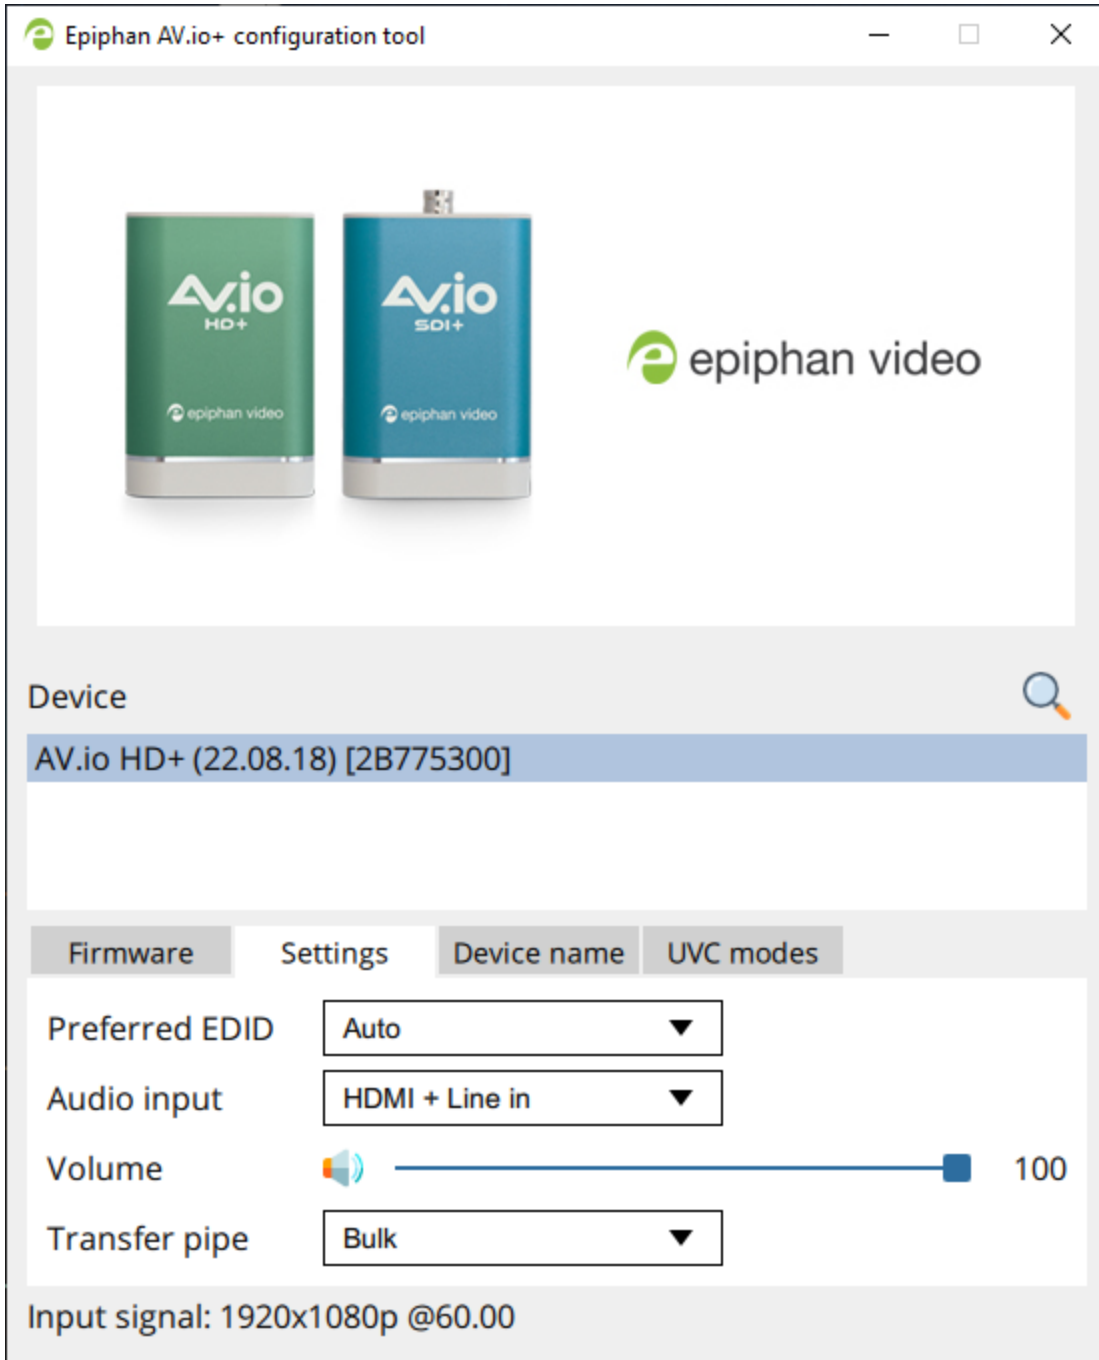 Epiphan AV.io+ configuration tool
AV.io
HD+
epiphan video
AV.io
SDI+
epiphan video
epiphan video
Device
AV.io HD+ (22.08.18) [2B775300]
Firmware Settings Device name UVC modes
Preferred EDID Auto
Audio input HDMI + Line in
Volume 100
Transfer pipe Bulk
Input signal: 1920x1080p @60.00